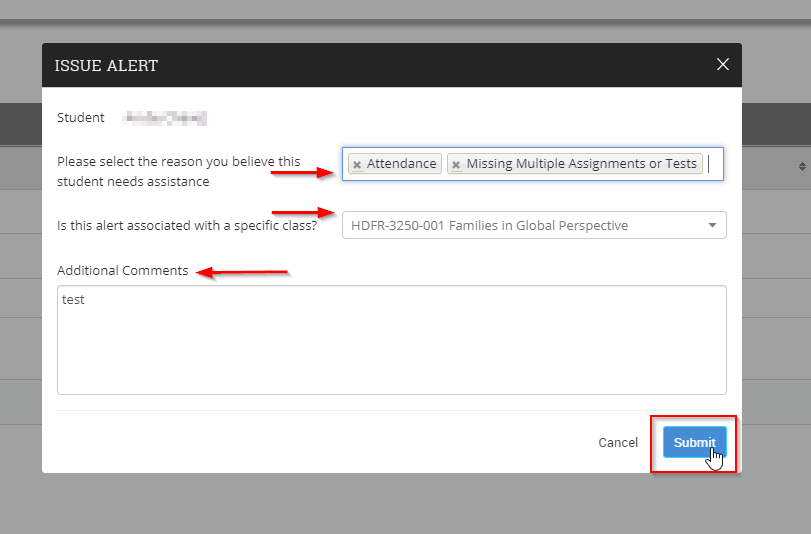 ISSUE ALERT
Student
Please select the reason you believe this
student needs assistance
Attendance
Missing Multiple Assignments or Tests
Is this alert associated with a specific class?
HDFR-3250-001 Families in Global Perspective
Additional Comments
test
Cancel
Submit